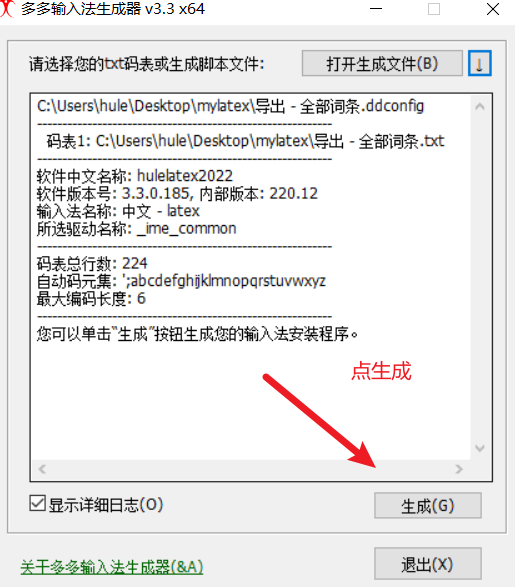 多多输入法生成器 v3.3 x64
请选择您的txt码表或生成脚本文件:
打开生成文件(B)
↓
C:\Users\hule\Desktop\mylatex\导出 - 全部词条.ddconfig
码表1: C:\Users\hule\Desktop\mylatex\导出 - 全部词条.txt
软件中文名称: hulelatex2022
软件版本号: 3.3.0.185, 内部版本: 220.12
输入法名称: 中文 - latex
所选驱动名称: _ime_common
码表总行数: 224
自动码元集: ';abcdefghijklmnopqrstuvwxyz
最大编码长度: 6
您可以单击“生成”按钮生成您的输入法安装程序。
点生成
显示详细日志(O)
生成(G)
关于多多输入法生成器(&A)
退出(X)